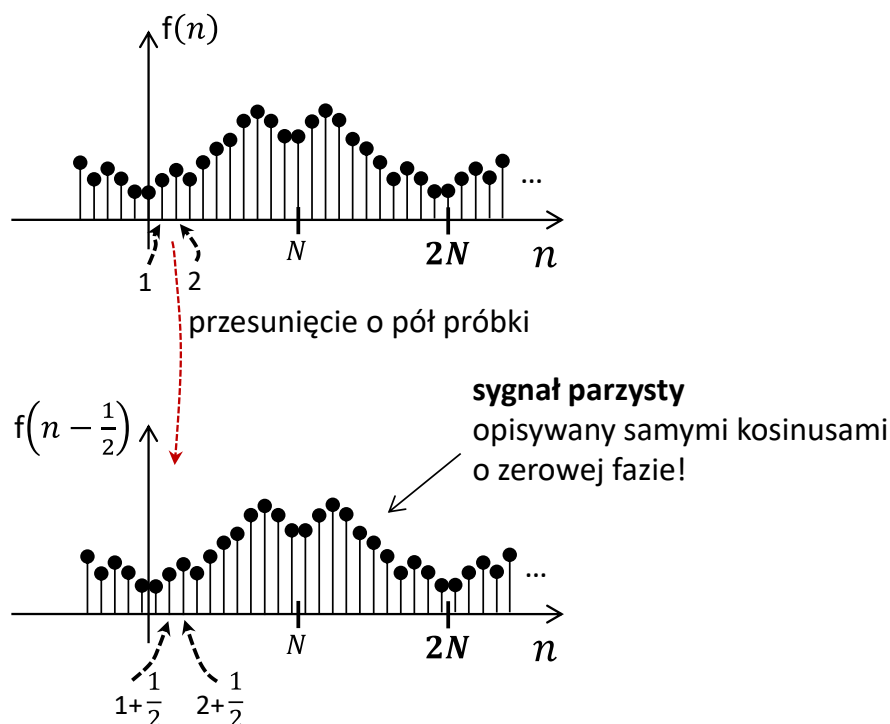 f(n)
...
N
2N
n
1
2
przesunięcie o pół próbki
sygnał parzysty
opisywany samymi kosinusami
o zerowej fazie!
f(n − 1/2)
...
N
2N
n
1+1/2
2+1/2